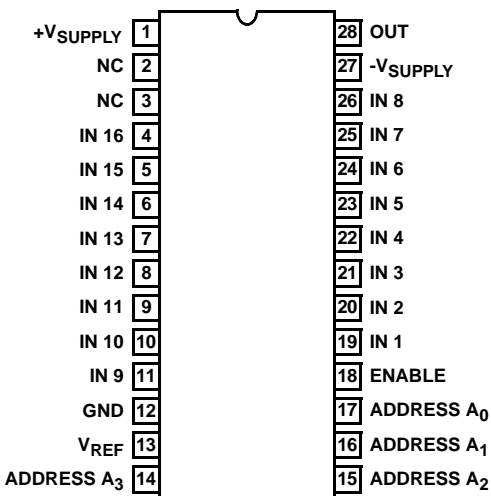 +VSUPPLY 1 28 OUT
NC 2 27 -VSUPPLY
NC 3 26 IN 8
IN 16 4 25 IN 7
IN 15 5 24 IN 6
IN 14 6 23 IN 5
IN 13 7 22 IN 4
IN 12 8 21 IN 3
IN 11 9 20 IN 2
IN 10 10 19 IN 1
IN 9 11 18 ENABLE
GND 12 17 ADDRESS A0
VREF 13 16 ADDRESS A1
ADDRESS A3 14 15 ADDRESS A2